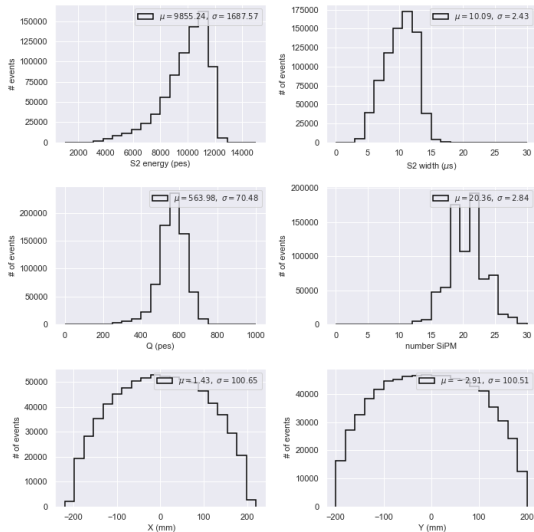 μ = 9855.24, σ = 1687.57
150000
125000
100000
75000
50000
25000
0
# of events
2000 4000 6000 8000 10000 12000 14000
S2 energy (pes)
μ = 10.09, σ = 2.43
175000
150000
125000
100000
75000
50000
25000
0
# of events
0 5 10 15 20 25 30
S2 width (μs)
μ = 563.98, σ = 70.48
200000
150000
100000
50000
0
# of events
0 200 400 600 800 1000
Q (pes)
μ = 20.36, σ = 2.84
200000
150000
100000
50000
0
# of events
0 5 10 15 20 25 30
number SiPM
μ = 1.43, σ = 100.65
50000
40000
30000
20000
10000
0
# of events
−200 −100 0 100 200
X (mm)
μ = −2.91, σ = 100.51
40000
30000
20000
10000
0
# of events
−200 −100 0 100 200
Y (mm)